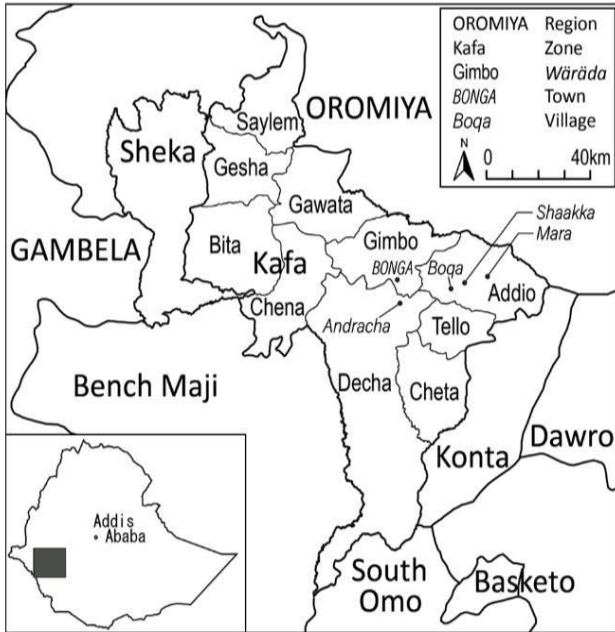 OROMIYA Region
Kafa Zone
Gimbo Wäräda
BONGA Town
Boqa Village
N
0 40km
Saylem
OROMIYA
Sheka
Gesha
Gawata
Shaakka
Mara
GAMBELA
Bita
Kafa
Gimbo
BONGA
Boqa
Addio
Chena
Andracha
Tello
Bench Maji
Decha
Cheta
Konta
Dawro
Addis
Ababa
South
Omo
Basketo